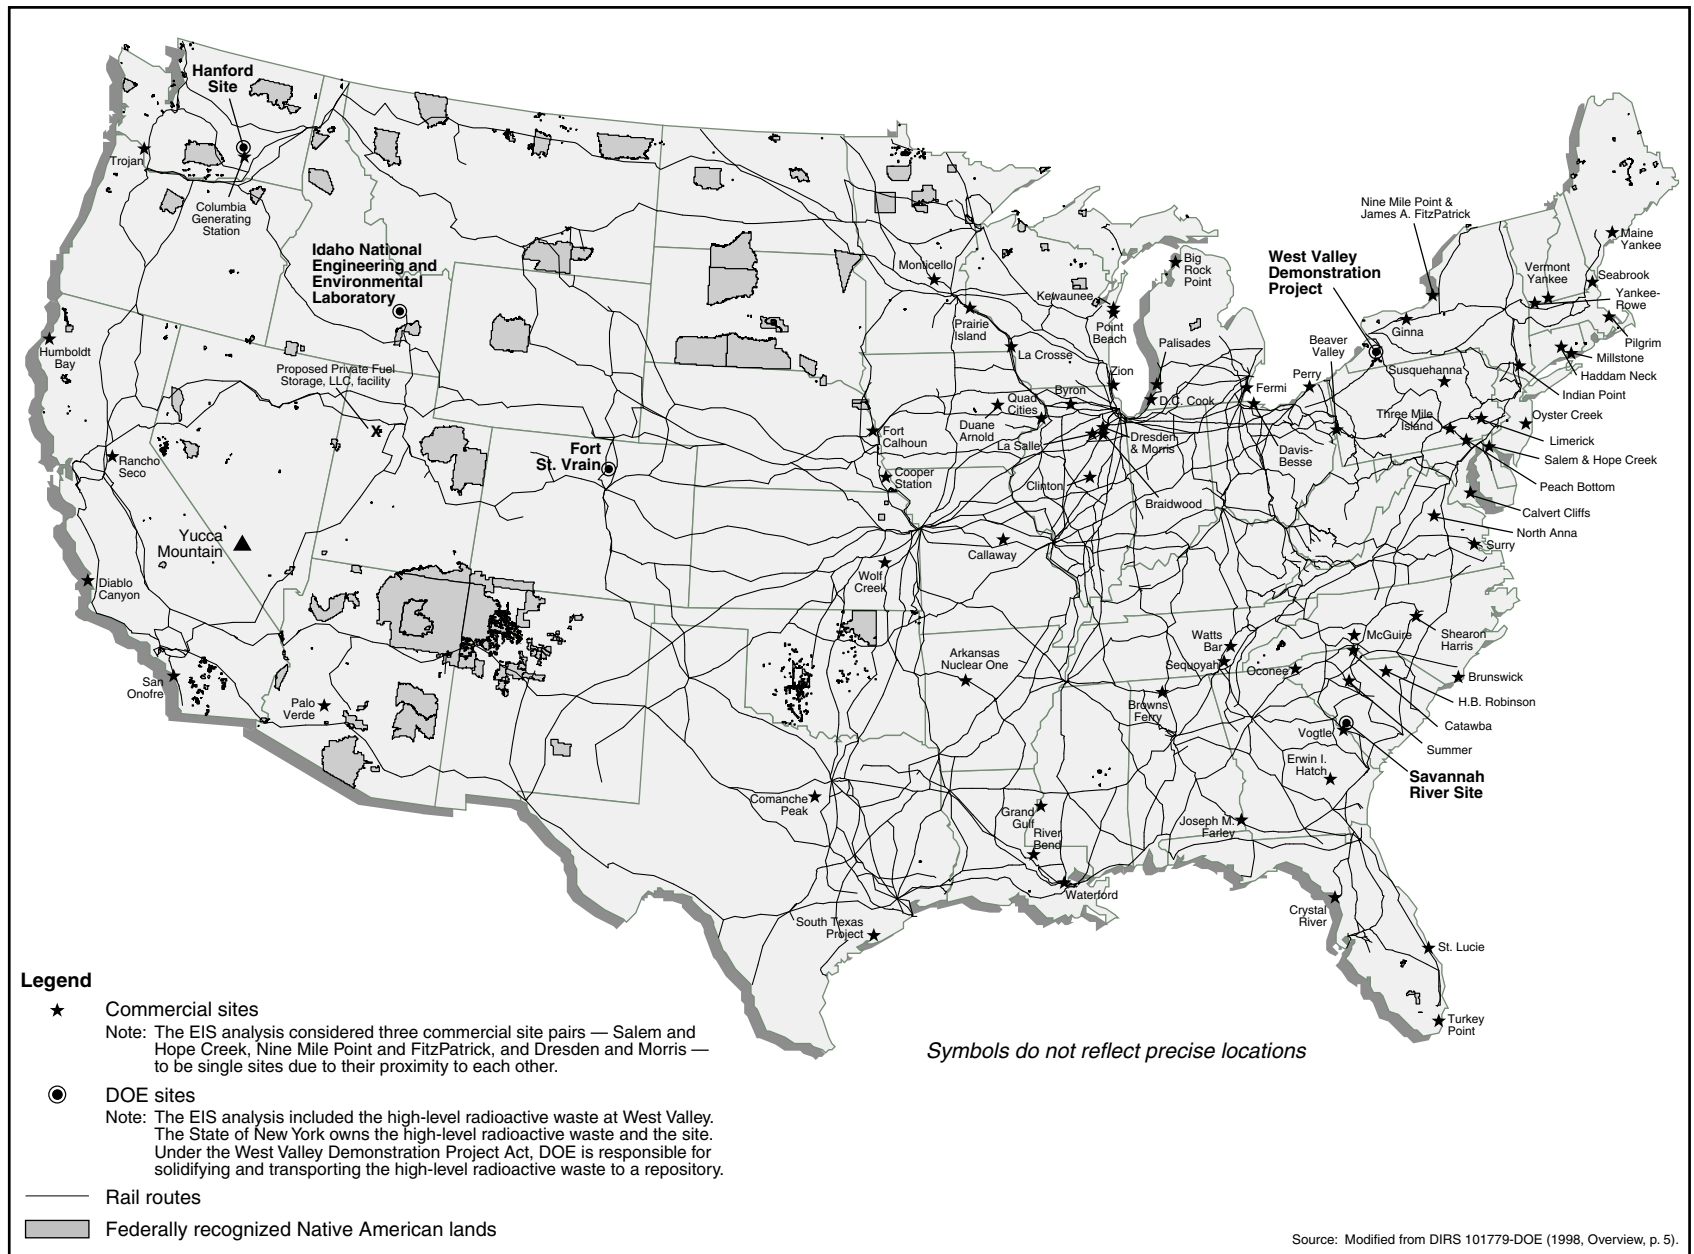 Hanford
Site
Trojan
Columbia
Generating
Station
Idaho National
Engineering and
Environmental
Laboratory
Humboldt
Bay
Proposed Private Fuel
Storage, LLC, facility
X
Rancho
Seco
Fort
St. Vrain
Yucca
Mountain
Diablo
Canyon
San
Onofre
Palo
Verde
Monticello
Prairie
Island
La Crosse
Kewaunee
Point
Beach
Big
Rock
Point
Palisades
Zion
D.C. Cook
Byron
Quad
Cities
Duane
Arnold
La Salle
Dresden
& Morris
Clinton
Braidwood
Fort
Calhoun
Cooper
Station
Callaway
Wolf
Creek
Arkansas
Nuclear One
Comanche
Peak
South Texas
Project
Grand
Gulf
River
Bend
Waterford
Browns
Ferry
Watts
Bar
Sequoyah
Oconee
McGuire
Shearon
Harris
Brunswick
H.B. Robinson
Catawba
Summer
Vogtle
Savannah
River Site
Erwin I.
Hatch
Joseph M.
Farley
Crystal
River
St. Lucie
Turkey
Point
Nine Mile Point &
James A. FitzPatrick
West Valley
Demonstration
Project
Ginna
Beaver
Valley
Perry
Fermi
Davis-
Besse
Susquehanna
Three Mile
Island
Maine
Yankee
Vermont
Yankee
Seabrook
Yankee-
Rowe
Pilgrim
Millstone
Haddam Neck
Indian Point
Oyster Creek
Limerick
Salem & Hope Creek
Peach Bottom
Calvert Cliffs
North Anna
Surry
Legend
Commercial sites
Note: The EIS analysis considered three commercial site pairs — Salem and
Hope Creek, Nine Mile Point and FitzPatrick, and Dresden and Morris —
to be single sites due to their proximity to each other.
DOE sites
Note: The EIS analysis included the high-level radioactive waste at West Valley.
The State of New York owns the high-level radioactive waste and the site.
Under the West Valley Demonstration Project Act, DOE is responsible for
solidifying and transporting the high-level radioactive waste to a repository.
Rail routes
Federally recognized Native American lands
Symbols do not reflect precise locations
Source: Modified from DIRS 101779-DOE (1998, Overview, p. 5).